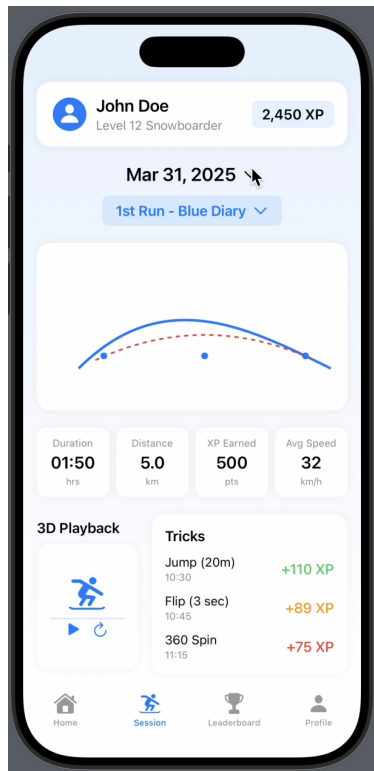 John Doe
Level 12 Snowboarder
2,450 XP
Mar 31, 2025
1st Run - Blue Diary
Duration
01:50
hrs
Distance
5.0
km
XP Earned
500
pts
Avg Speed
32
km/h
3D Playback
Tricks
Jump (20m)
10:30
+110 XP
Flip (3 sec)
10:45
+89 XP
360 Spin
11:15
+75 XP
Home
Session
Leaderboard
Profile